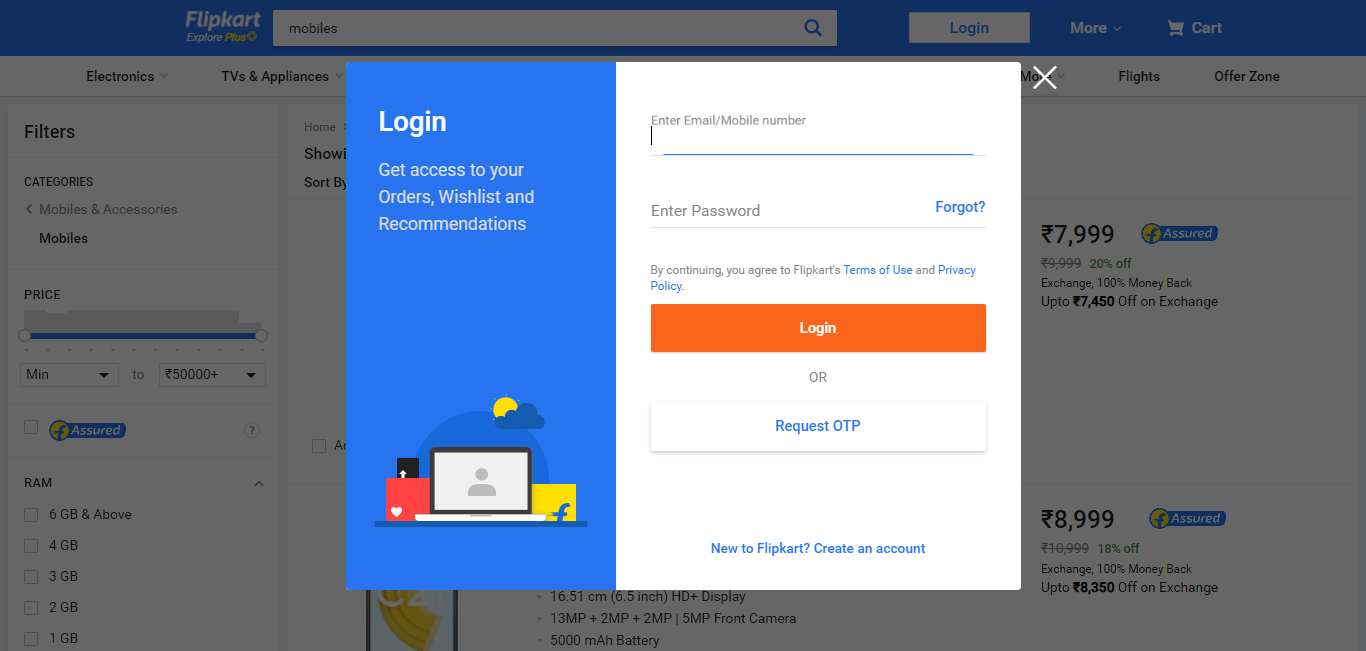 Flipkart
Explore Plus
mobiles
Login
More
Cart
Electronics
TVs & Appliances
More
Flights
Offer Zone
Filters
CATEGORIES
Mobiles & Accessories
Mobiles
PRICE
Min
to
₹50000+
Assured
?
RAM
6 GB & Above
4 GB
3 GB
2 GB
1 GB
Home
Showi
Sort By
Login
Get access to your
Orders, Wishlist and
Recommendations
Enter Email/Mobile number
Enter Password
Forgot?
By continuing, you agree to Flipkart's Terms of Use and Privacy
Policy.
Login
OR
Request OTP
New to Flipkart? Create an account
₹7,999
Assured
₹9,999 20% off
Exchange, 100% Money Back
Upto ₹7,450 Off on Exchange
₹8,999
Assured
₹10,999 18% off
Exchange, 100% Money Back
Upto ₹8,350 Off on Exchange
16.51 cm (6.5 inch) HD+ Display
13MP + 2MP + 2MP | 5MP Front Camera
5000 mAh Battery